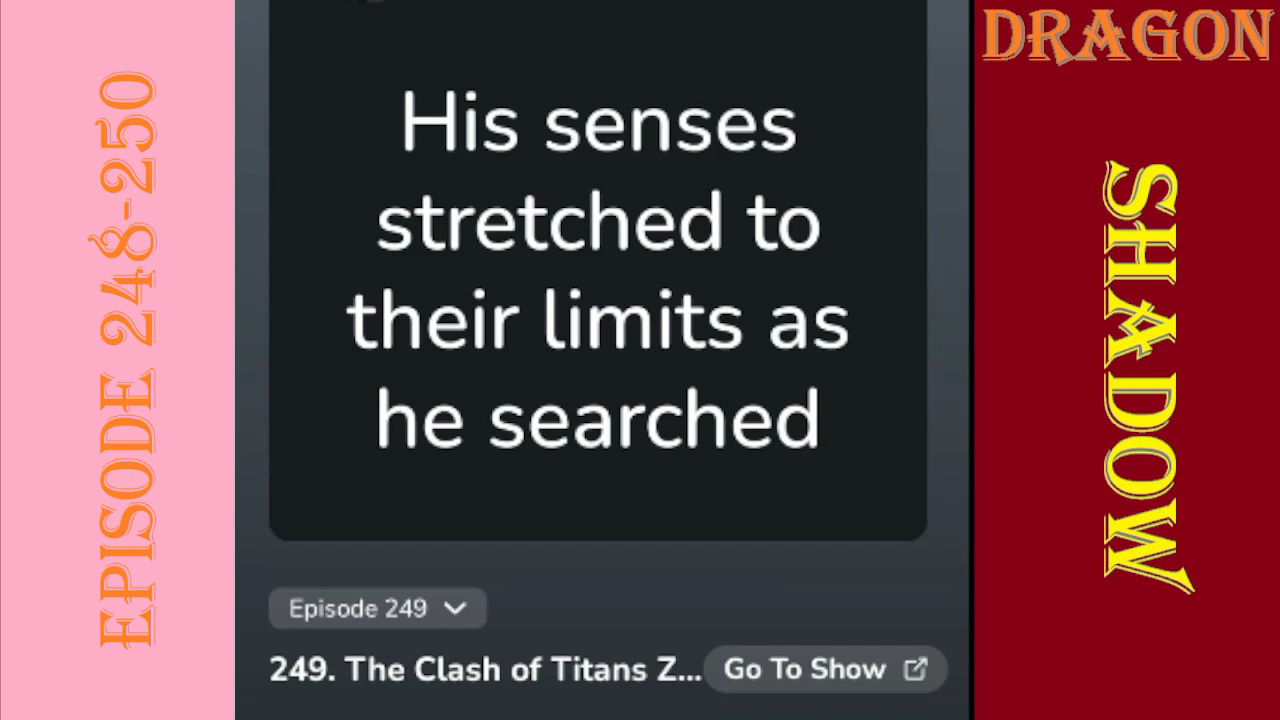 EPISODE 248-250
His senses
stretched to
their limits as
he searched
Episode 249
249. The Clash of Titans Z...
Go To Show
DRAGON
SHADOW